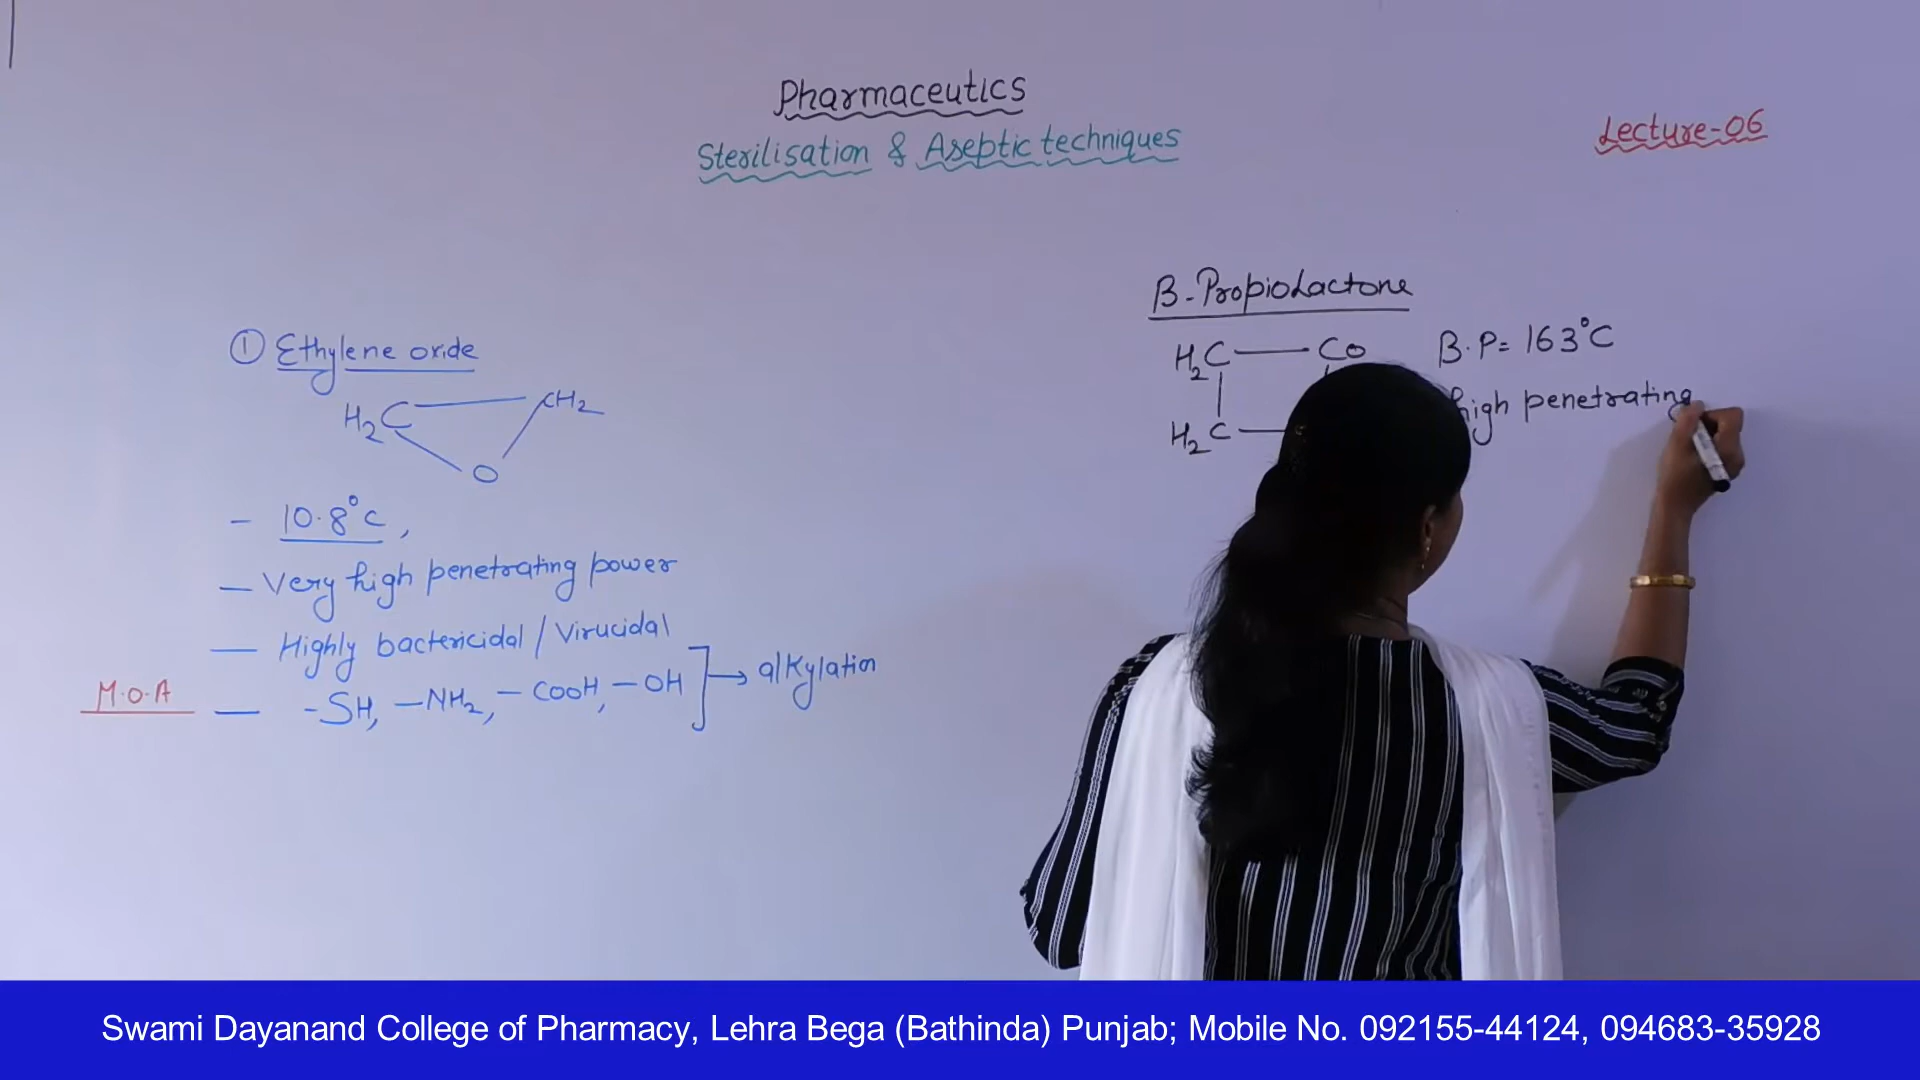 Pharmaceutics
Sterilisation & Aseptic techniques
Lecture-06
① Ethylene oxide
H₂C CH₂
O
- 10.8°C,
- Very high penetrating power
- Highly bactericidal / Virucidal
M.O.A - -SH, -NH₂, -COOH, -OH ] → alkylation
B-PropioLactone
H₂C — CO
H₂C —
B.P = 163°C
high penetrating
Swami Dayanand College of Pharmacy, Lehra Bega (Bathinda) Punjab; Mobile No. 092155-44124, 094683-35928